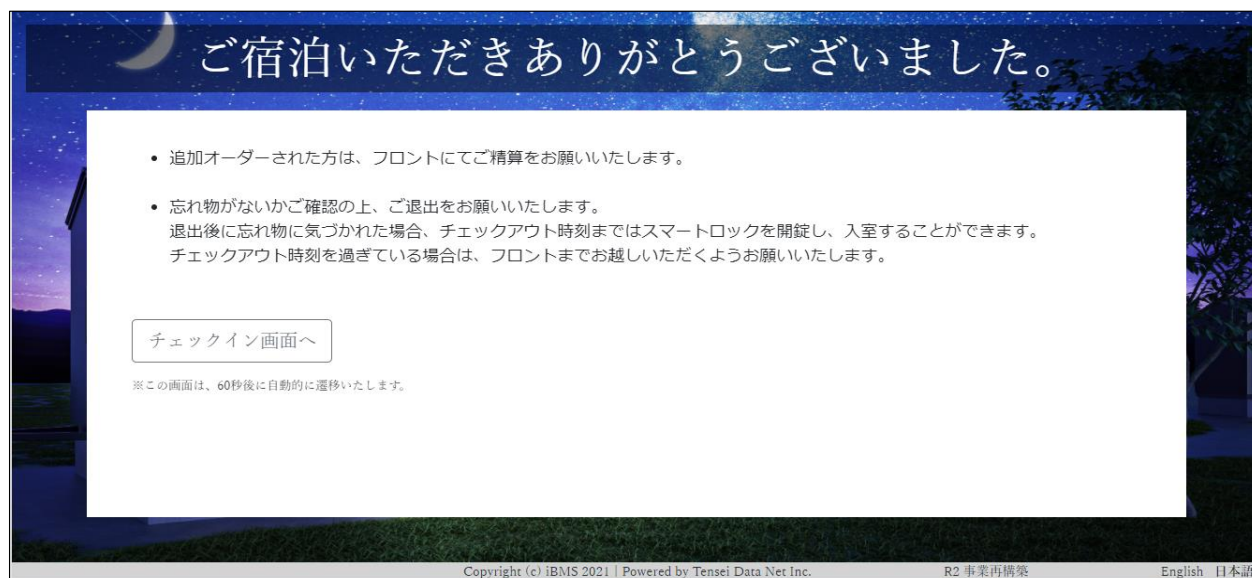 ご宿泊いただきありがとうございました。
• 追加オーダーされた方は、フロントにてご精算をお願いいたします。
• 忘れ物がないかご確認の上、ご退出をお願いいたします。
退出後に忘れ物に気づかれた場合、チェックアウト時刻まではスマートロックを開錠し、入室することができます。
チェックアウト時刻を過ぎている場合は、フロントまでお越しいただくようお願いいたします。
チェックイン画面へ
※この画面は、60秒後に自動的に遷移いたします。
Copyright (c) iBMS 2021 | Powered by Tensei Data Net Inc. R2 事業再構築 English 日本語